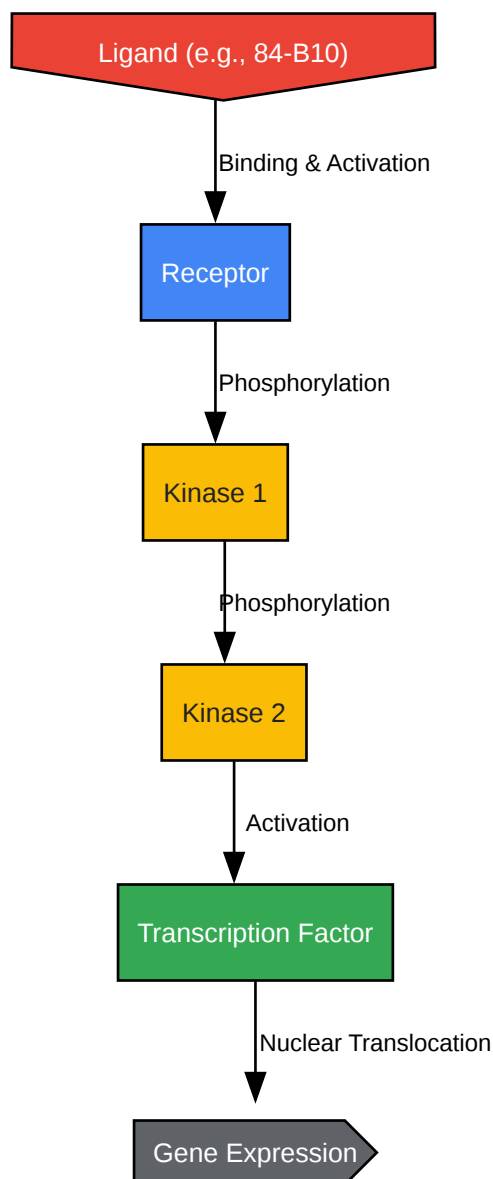 Ligand (e.g., 84-B10)
Binding & Activation
Receptor
Phosphorylation
Kinase 1
Phosphorylation
Kinase 2
Activation
Transcription Factor
Nuclear Translocation
Gene Expression